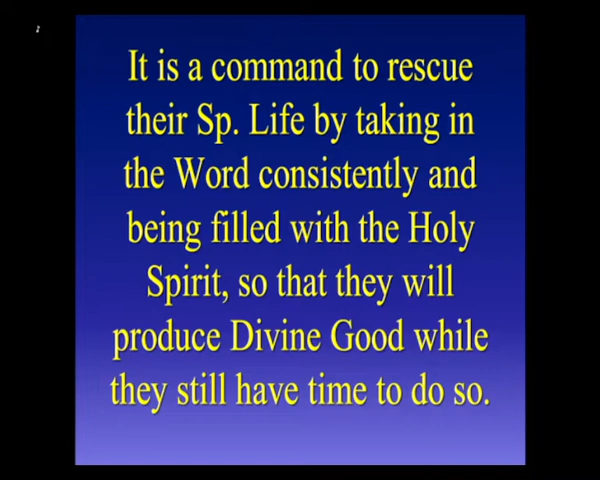 It is a command to rescue
their Sp. Life by taking in
the Word consistently and
being filled with the Holy
Spirit, so that they will
produce Divine Good while
they still have time to do so.